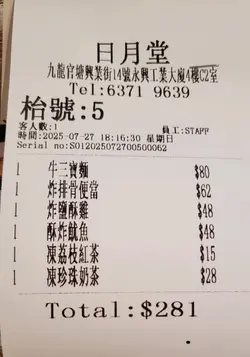 日月堂
九龍官塘興業街14號永興工業大廈4樓C2室
Tel:6371 9639
枱號:5
客人數:1 員工:STAFF
時間:2025-07-27 18:16:30 星期日
Serial no:S012025072700500062
1 牛三寶麵 $80
1 炸排骨便當 $62
1 炸鹽酥雞 $48
1 酥炸魷魚 $48
1 凍荔枝紅茶 $15
1 凍珍珠奶茶 $28
Total:$281